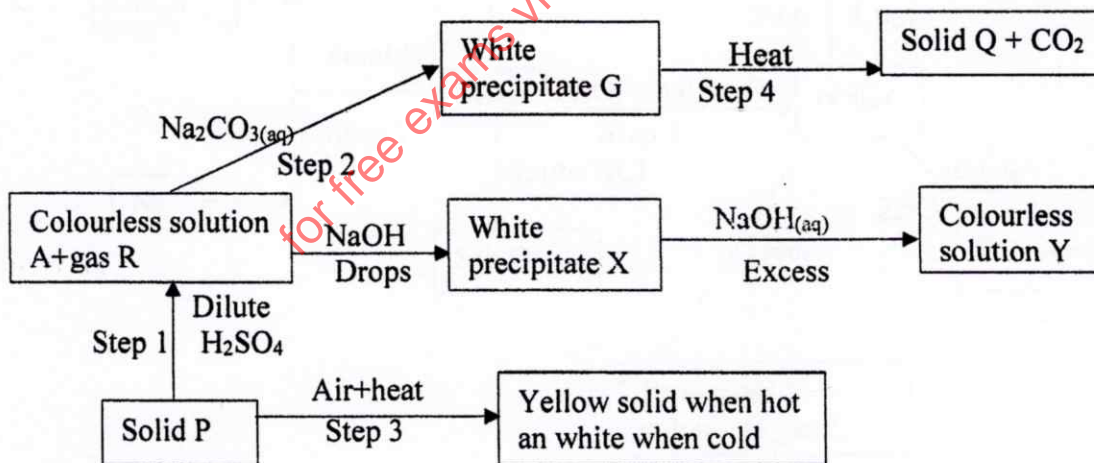 White
precipitate G
Heat
Step 4
Solid Q + CO₂
Na₂CO₃(aq)
Step 2
for free exams vi
Colourless solution
A+gas R
NaOH
Drops
White
precipitate X
NaOH(aq)
Excess
Colourless
solution Y
Step 1
Dilute
H₂SO₄
Solid P
Air+heat
Step 3
Yellow solid when hot
an white when cold